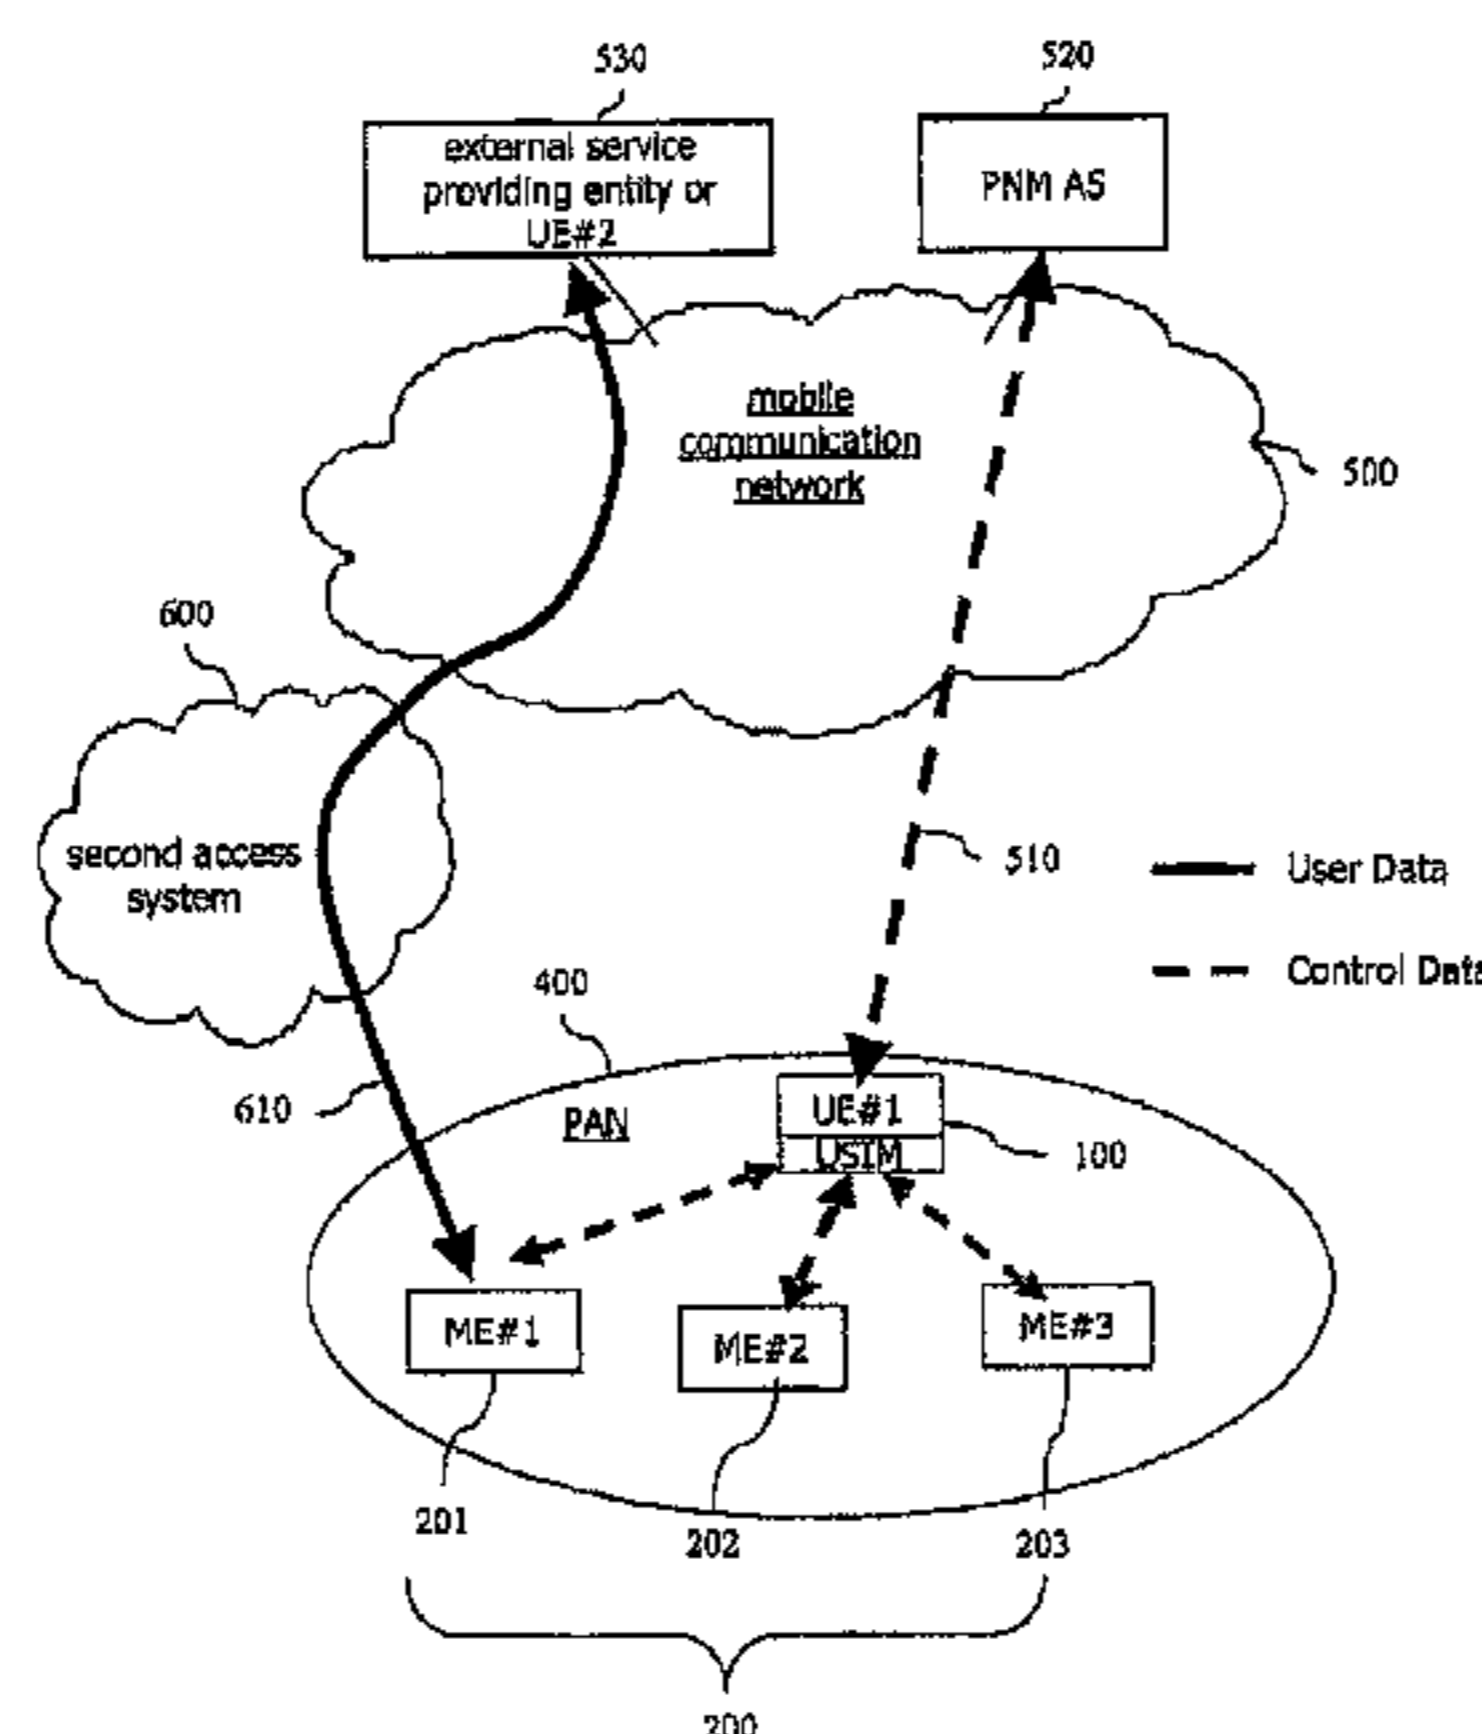 530
520
external service
providing entity or
UE#2
PNM AS
mobile
communication
network
500
600
second access
system
510
User Data
Control Data
400
610
PAN
UE#1
USIM
100
ME#1
ME#2
ME#3
201
202
203
200